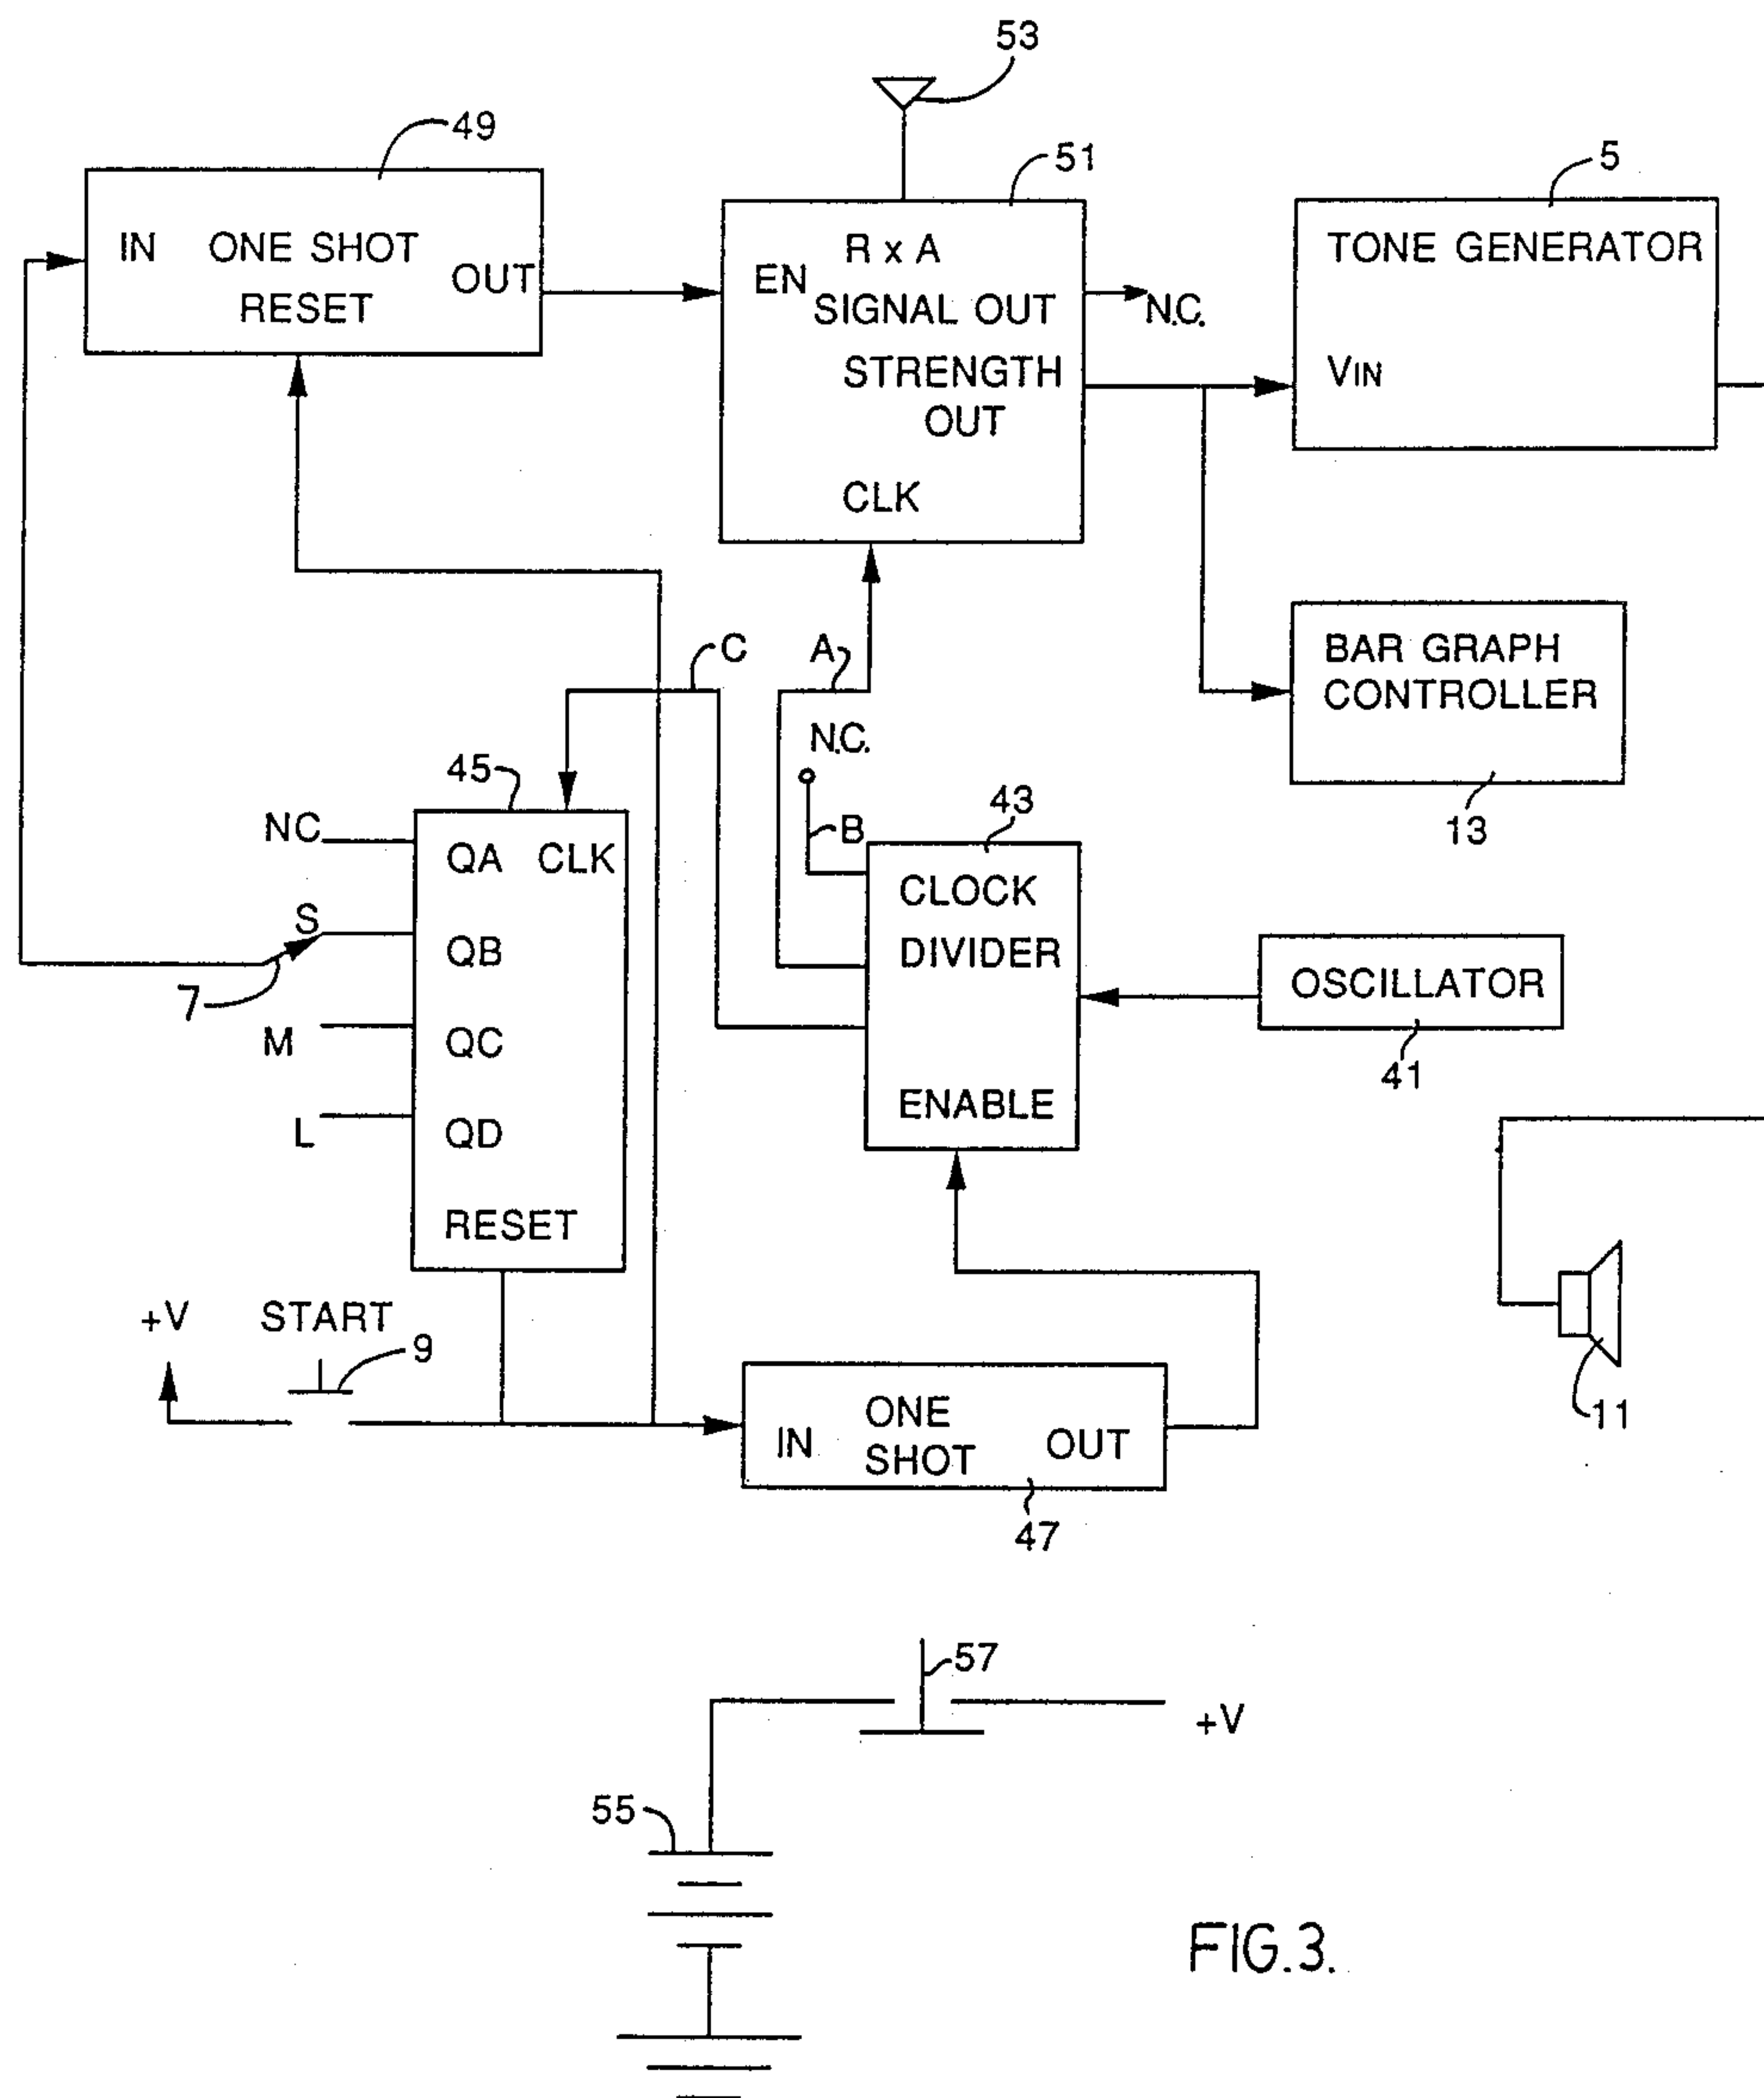 53
49
51
5
IN ONE SHOT
RESET
OUT
R x A
EN
SIGNAL OUT
STRENGTH
OUT
CLK
N.C.
TONE GENERATOR
VIN
C
A
N.C.
B
BAR GRAPH
CONTROLLER
13
45
43
NC
QA CLK
S
QB
7
M
QC
L
QD
RESET
CLOCK
DIVIDER
ENABLE
OSCILLATOR
41
+V
START
9
IN
ONE
SHOT
OUT
47
11
57
+V
55
FIG.3.